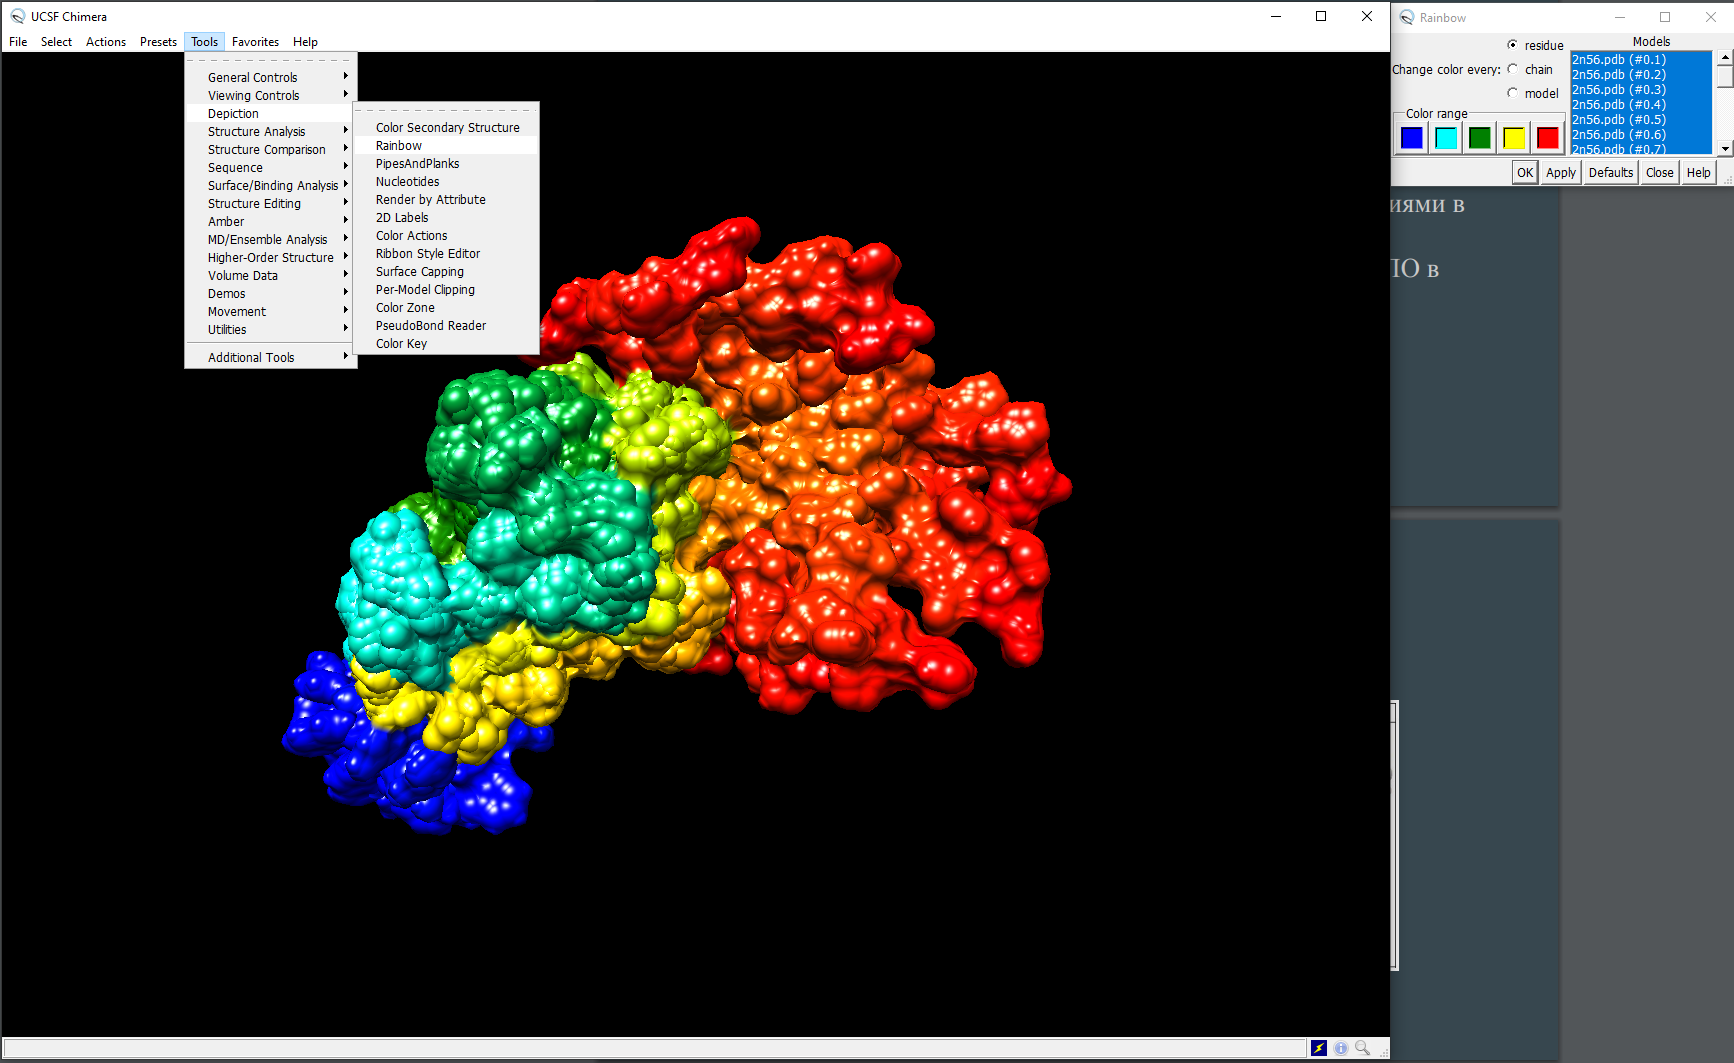 UCSF Chimera
File Select Actions Presets Tools Favorites Help
General Controls
Viewing Controls
Depiction
Structure Analysis
Structure Comparison
Sequence
Surface/Binding Analysis
Structure Editing
Amber
MD/Ensemble Analysis
Higher-Order Structure
Volume Data
Demos
Movement
Utilities
Additional Tools
Color Secondary Structure
Rainbow
PipesAndPlanks
Nucleotides
Render by Attribute
2D Labels
Color Actions
Ribbon Style Editor
Surface Capping
Per-Model Clipping
Color Zone
PseudoBond Reader
Color Key
Rainbow
Change color every:
residue
chain
model
Color range
Models
2n56.pdb (#0.1)
2n56.pdb (#0.2)
2n56.pdb (#0.3)
2n56.pdb (#0.4)
2n56.pdb (#0.5)
2n56.pdb (#0.6)
2n56.pdb (#0.7)
OK Apply Defaults Close Help
иями в
ПО в